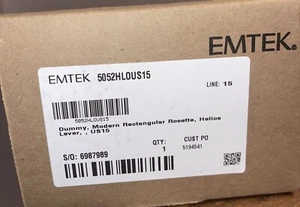 EMTEK.
EMTEK 5052HLOUS15
LINE: 15
5052HLOUS15
Dummy, Modern Rectangular Rosette, Helios
Lever, , US15
QTY: CUST PO
S/O: 6987989 1 5194541